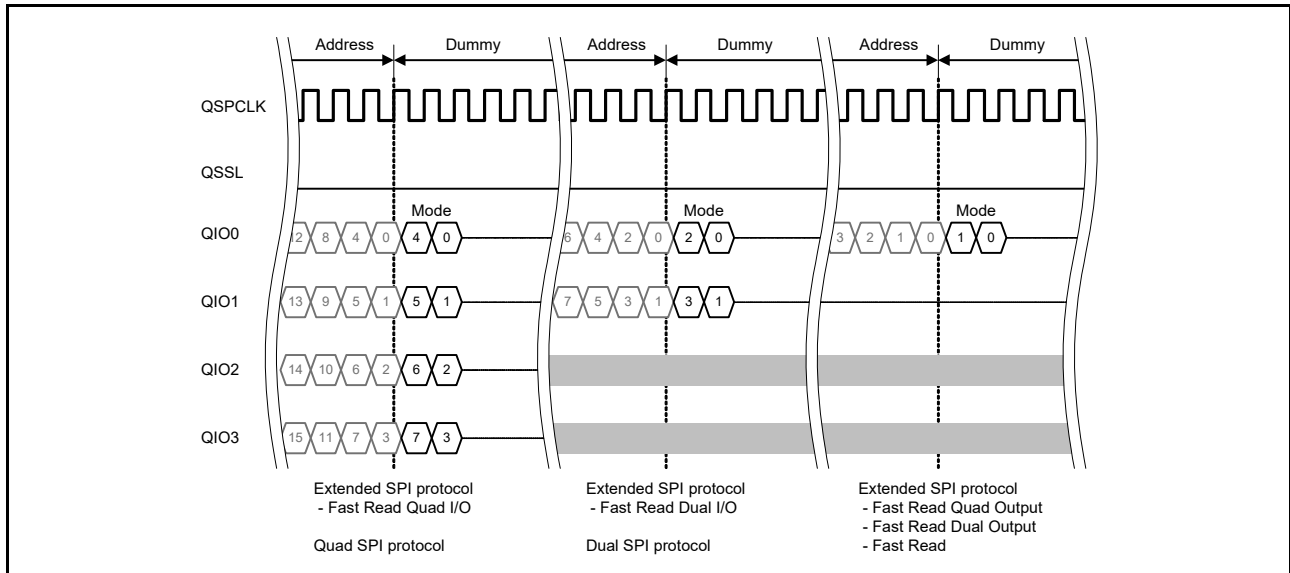 Address Dummy Address Dummy Address Dummy
QSPCLK
QSSL
Mode Mode Mode
QIO0 12 8 4 0 4 0 6 4 2 0 2 0 3 2 1 0 1 0
QIO1 13 9 5 1 5 1 7 5 3 1 3 1
QIO2 14 10 6 2 6 2
QIO3 15 11 7 3 7 3
Extended SPI protocol
- Fast Read Quad I/O
Quad SPI protocol
Extended SPI protocol
- Fast Read Dual I/O
Dual SPI protocol
Extended SPI protocol
- Fast Read Quad Output
- Fast Read Dual Output
- Fast Read